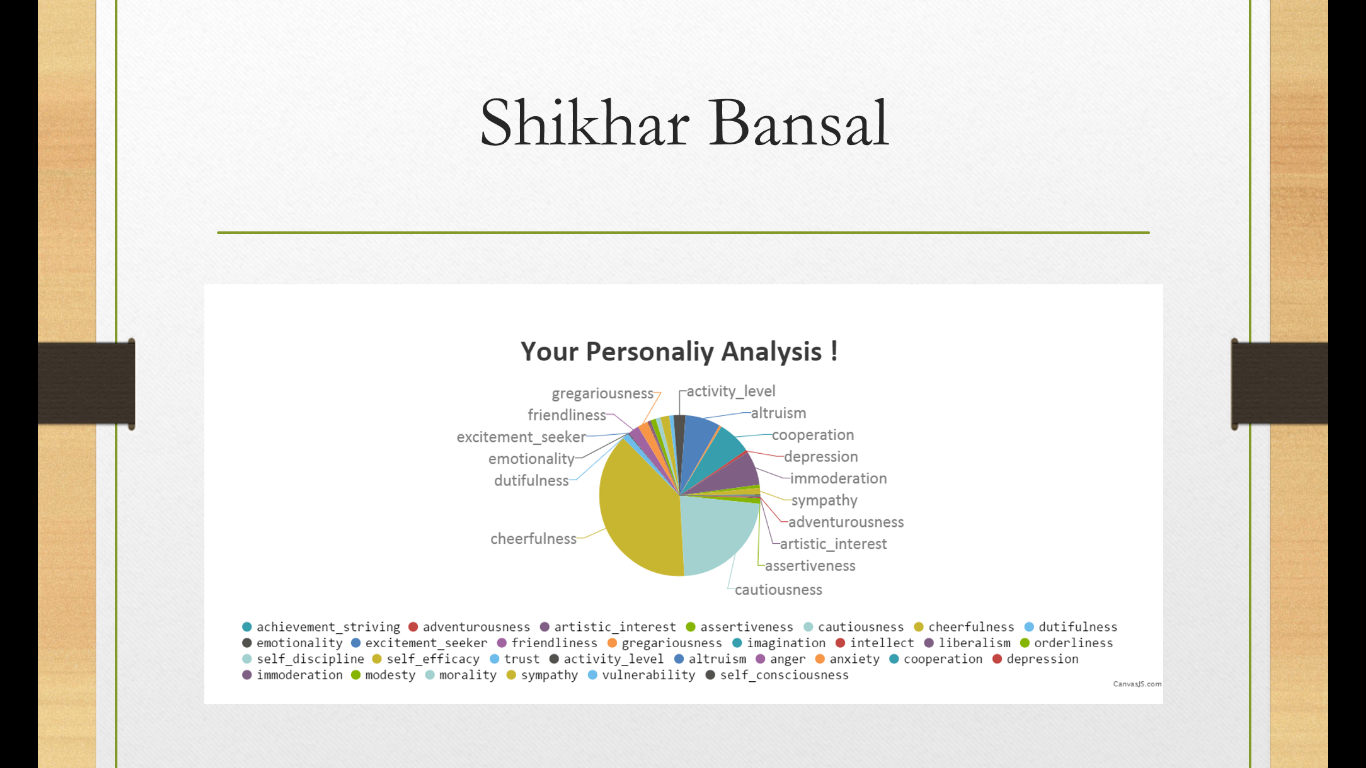 Shikhar Bansal
Your Personaliy Analysis !
gregariousness
activity_level
friendliness
altruism
excitement_seeker
cooperation
emotionality
depression
dutifulness
immoderation
sympathy
adventurousness
cheerfulness
artistic_interest
assertiveness
cautiousness
achievement_striving adventurousness artistic_interest assertiveness cautiousness cheerfulness dutifulness
emotionality excitement_seeker friendliness gregariousness imagination intellect liberalism orderliness
self_discipline self_efficacy trust activity_level altruism anger anxiety cooperation depression
immoderation modesty morality sympathy vulnerability self_consciousness
CanvasJS.com